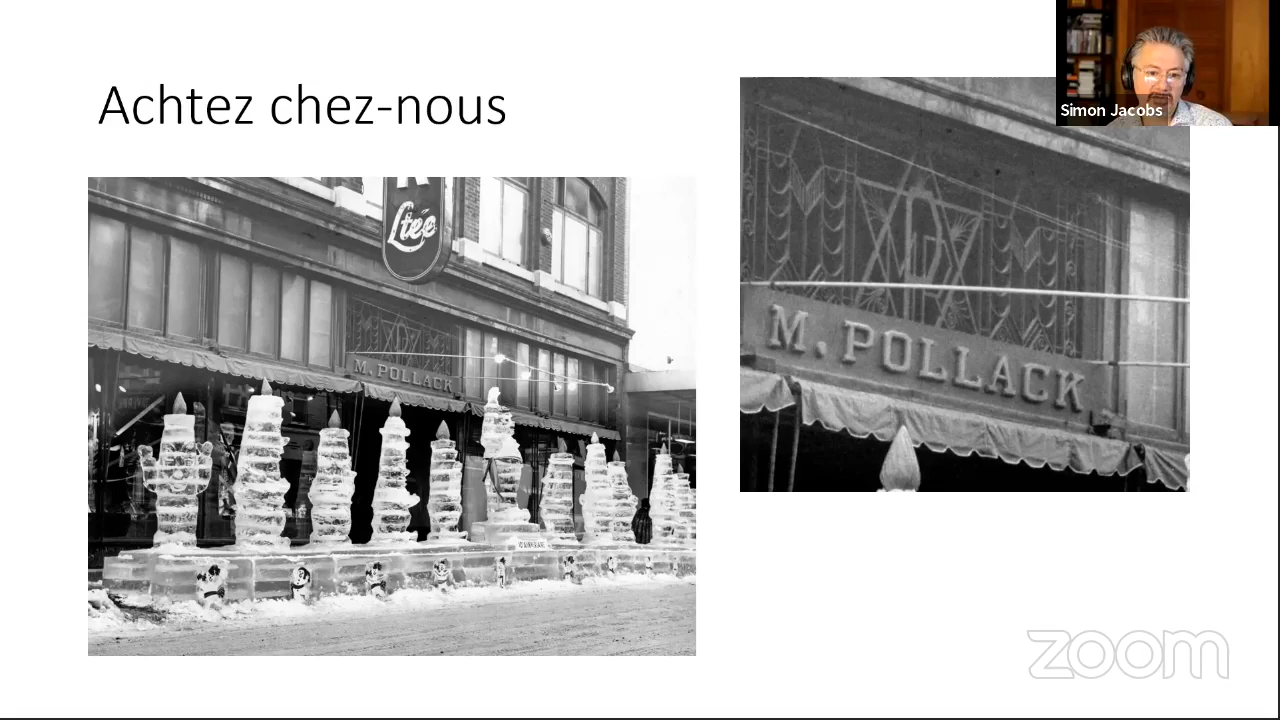 Achtez chez-nous
Simon Jacobs
Ltée
M. POLLACK
M. POLLACK
zoom